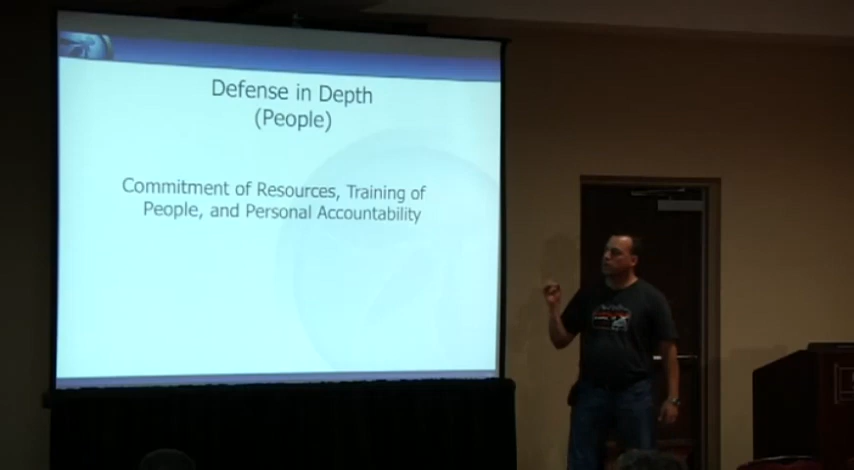 Defense in Depth
(People)
Commitment of Resources, Training of
People, and Personal Accountability